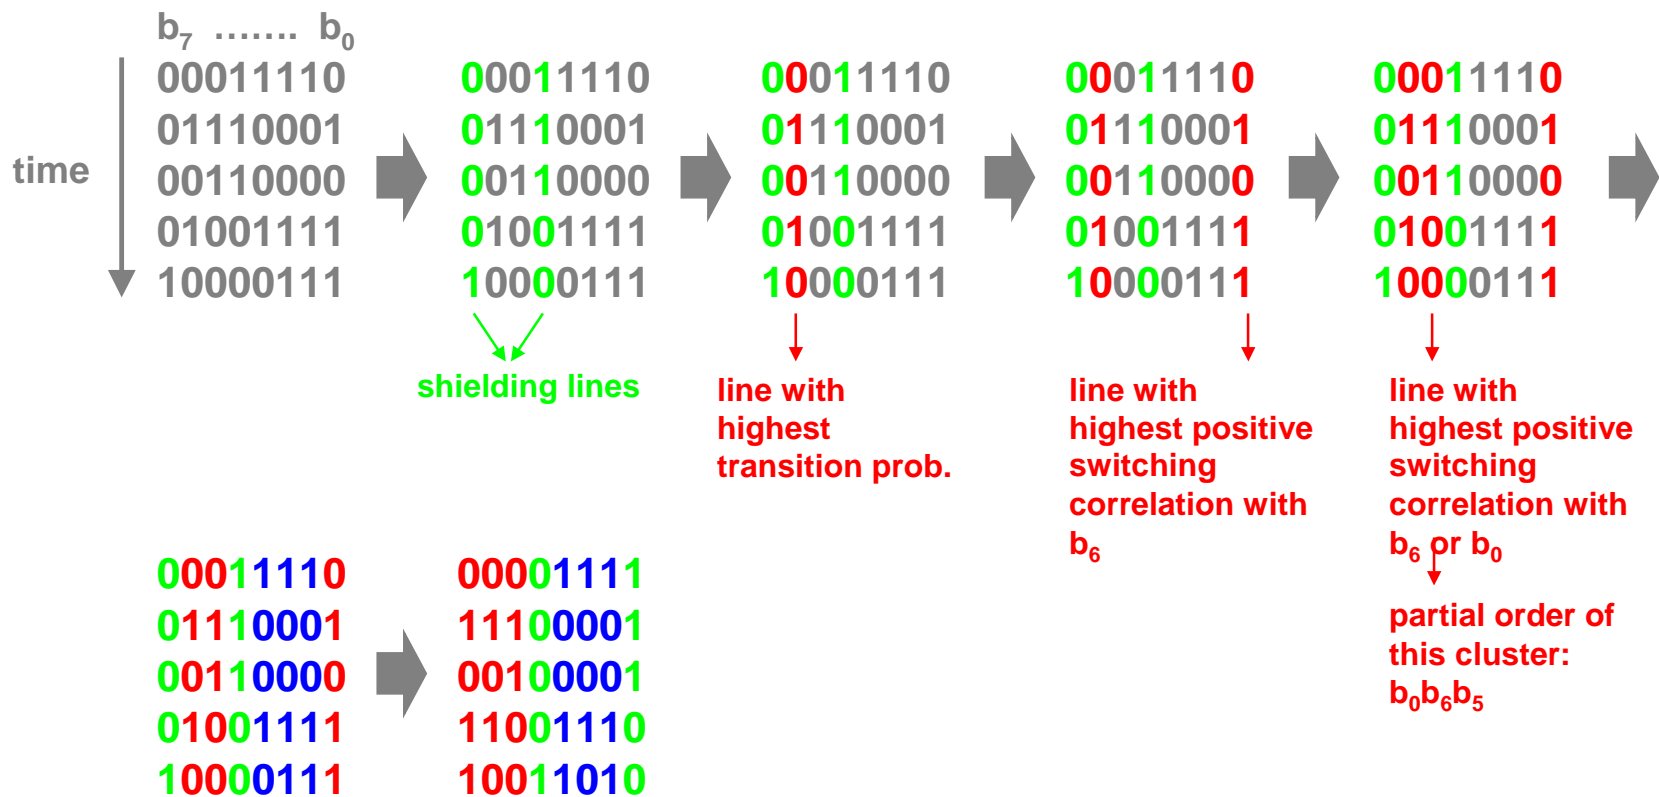 b7 ……. b0
time
00011110
01110001
00110000
01001111
10000111
00011110
01110001
00110000
01001111
10000111
shielding lines
00011110
01110001
00110000
01001111
10000111
line with
highest
transition prob.
00011110
01110001
00110000
01001111
10000111
line with
highest positive
switching
correlation with
b6
00011110
01110001
00110000
01001111
10000111
line with
highest positive
switching
correlation with
b6 or b0
partial order of
this cluster:
b0b6b5
00011110
01110001
00110000
01001111
10000111
00001111
11100001
00100001
11001110
10011010